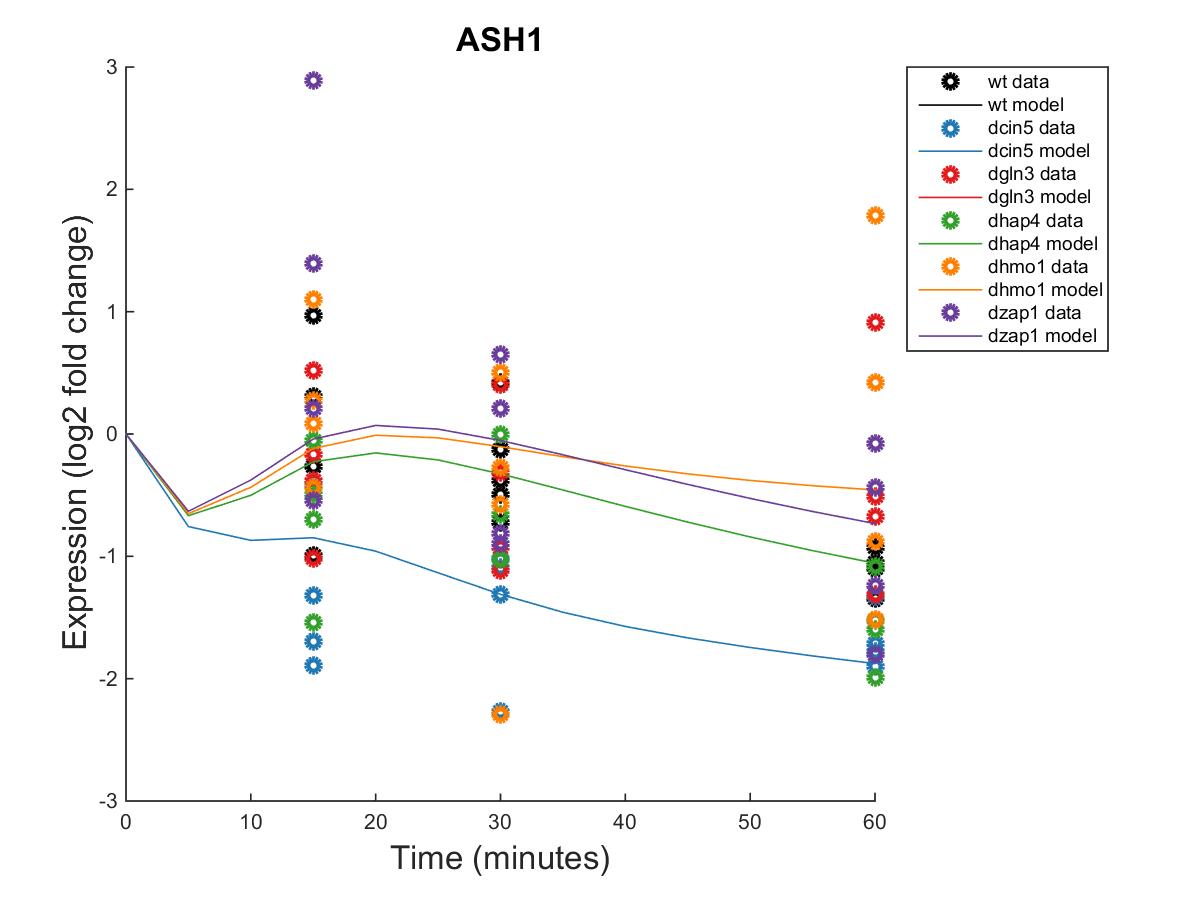 ASH1
Expression (log2 fold change)
3
2
1
0
-1
-2
-3
0 10 20 30 40 50 60
Time (minutes)
wt data
wt model
dcin5 data
dcin5 model
dgln3 data
dgln3 model
dhap4 data
dhap4 model
dhmo1 data
dhmo1 model
dzap1 data
dzap1 model